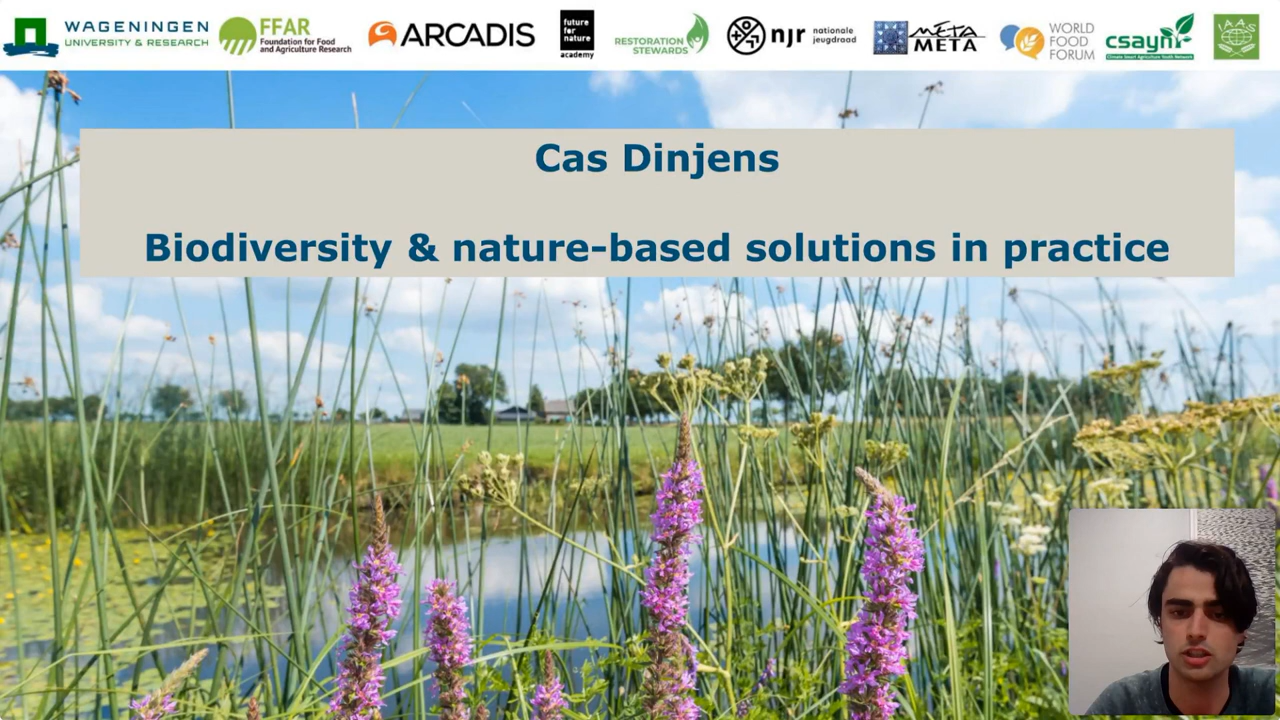 WAGENINGEN
UNIVERSITY & RESEARCH
FFAR
Foundation for Food
and Agriculture Research
ARCADIS
future
for
nature
academy
RESTORATION
STEWARDS
njr nationale
jeugdraad
META
META
WORLD
FOOD
FORUM
csayn
Climate Smart Agriculture Youth Network
IAAS
Cas Dinjens
Biodiversity & nature-based solutions in practice